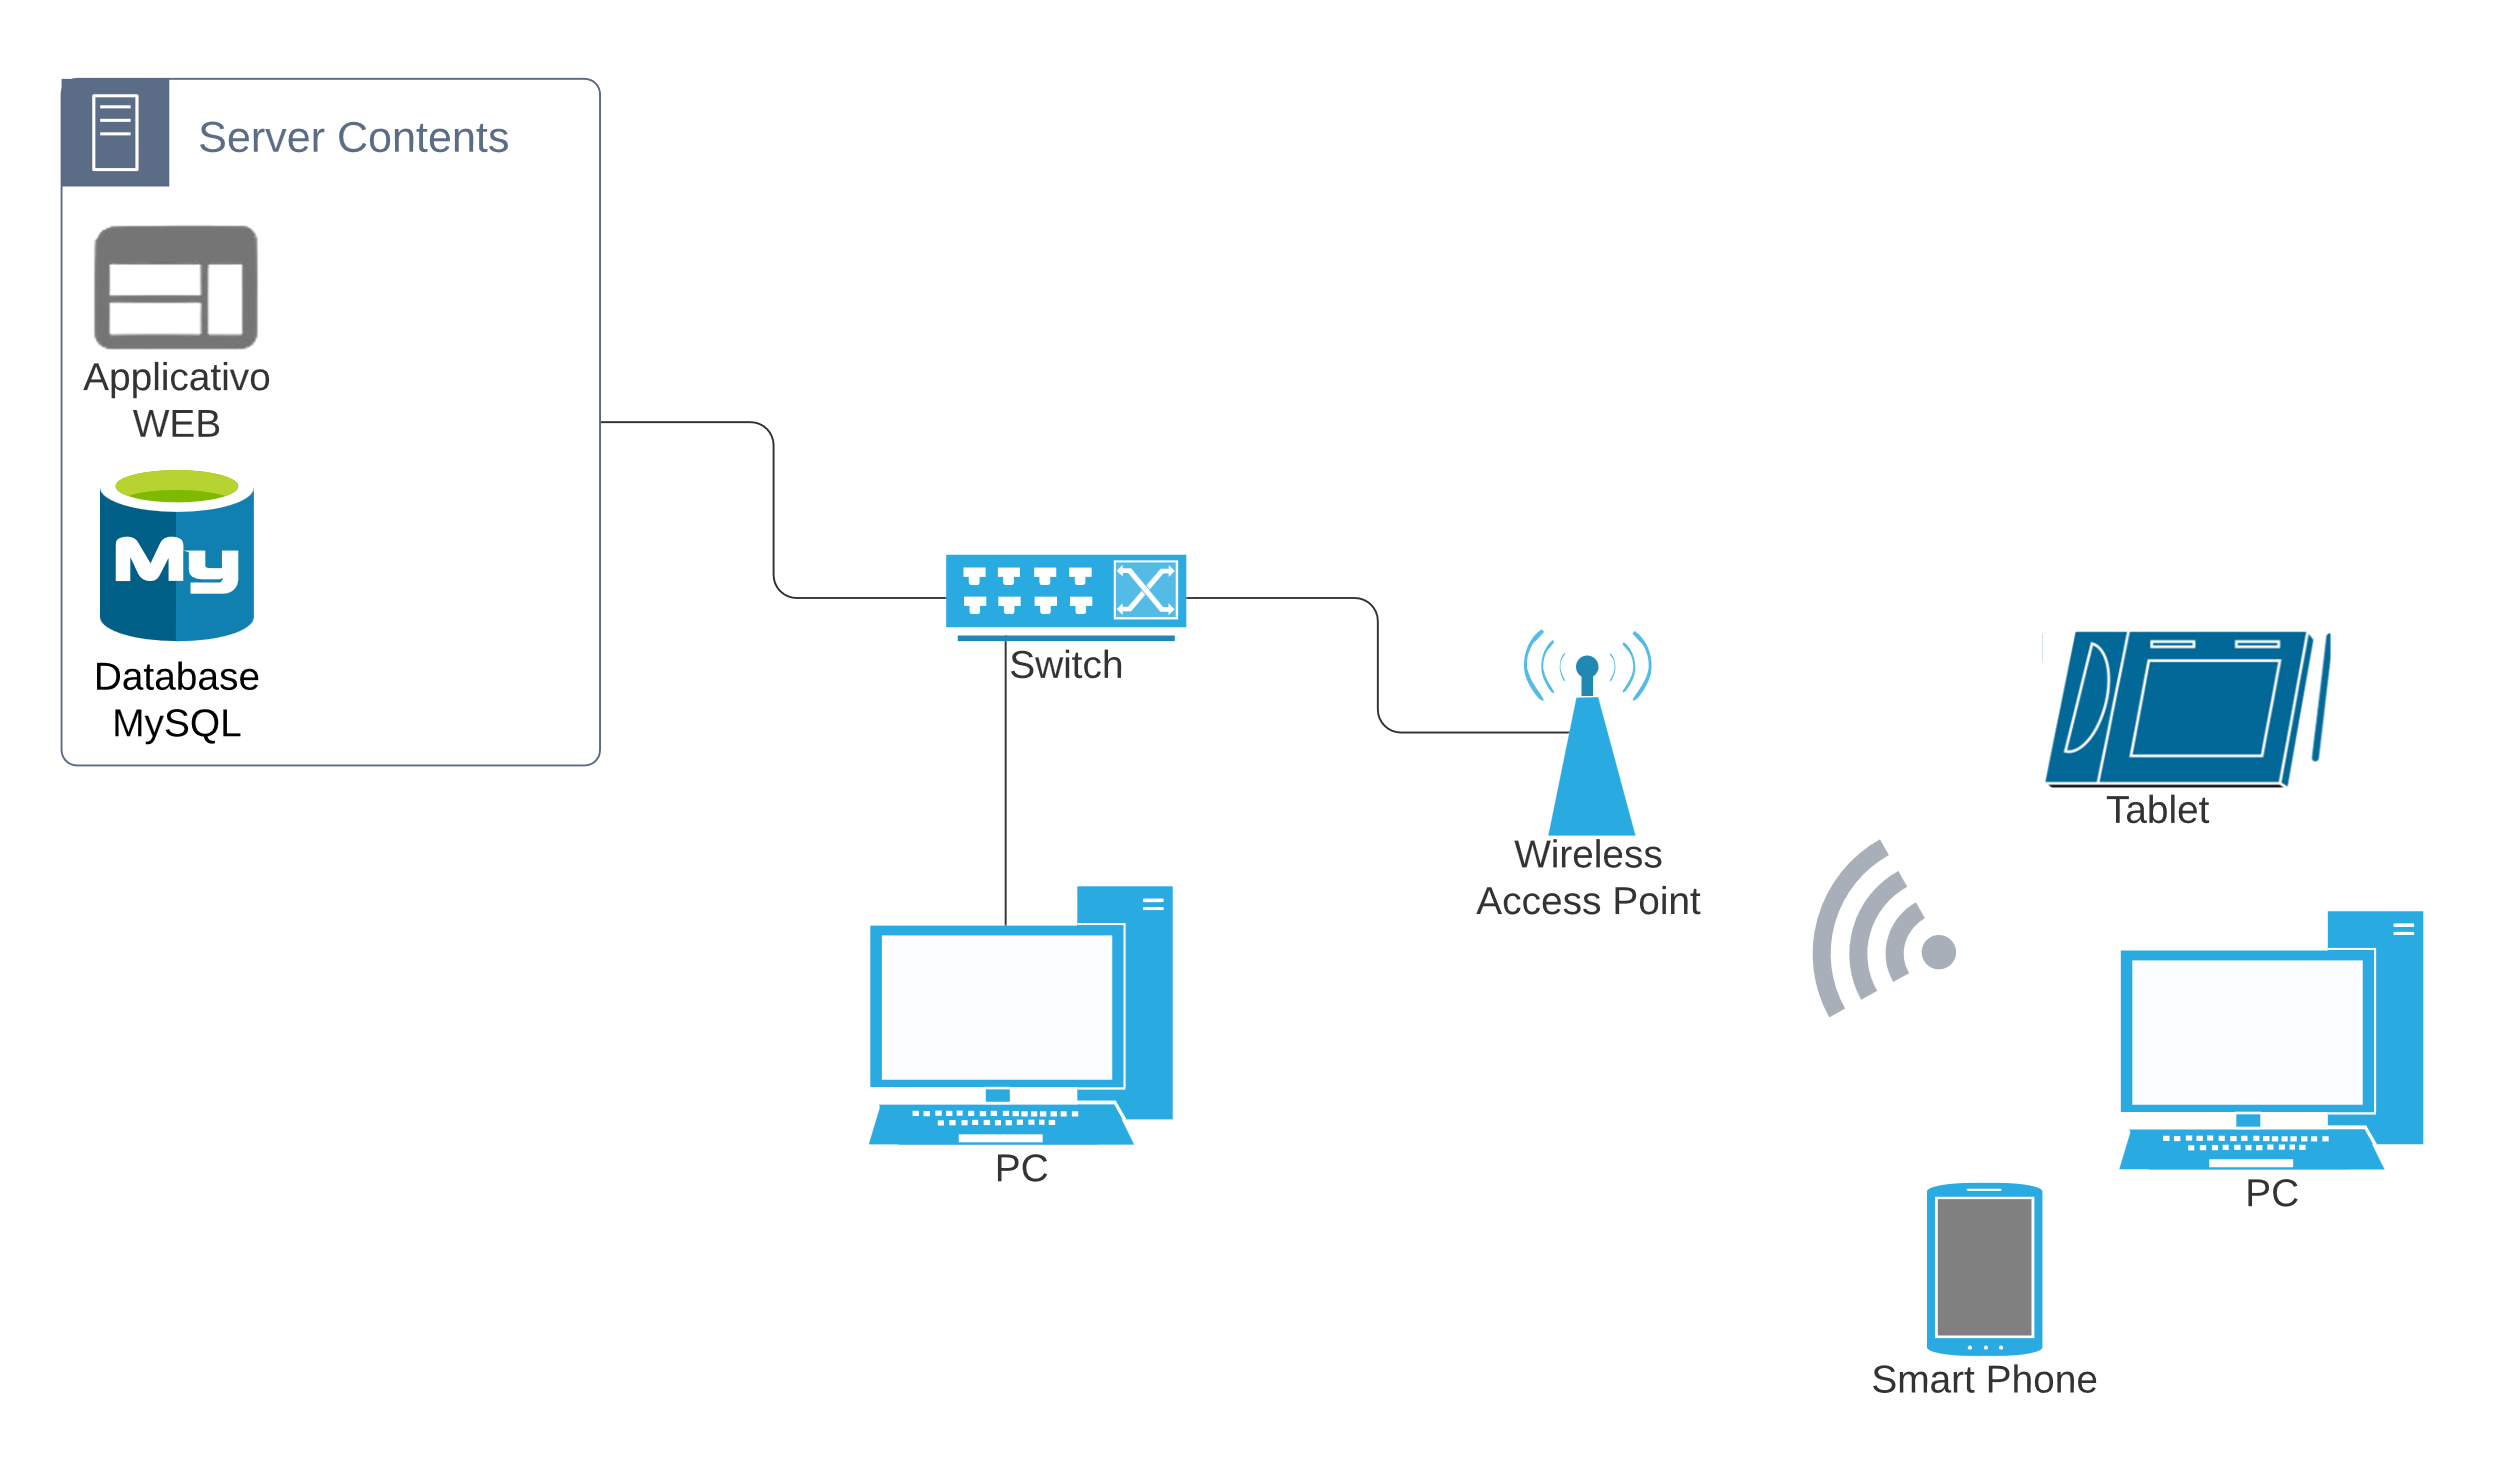 Server Contents
Applicativo
WEB
My
Database
MySQL
Switch
Wireless
Access Point
Tablet
PC
PC
Smart Phone